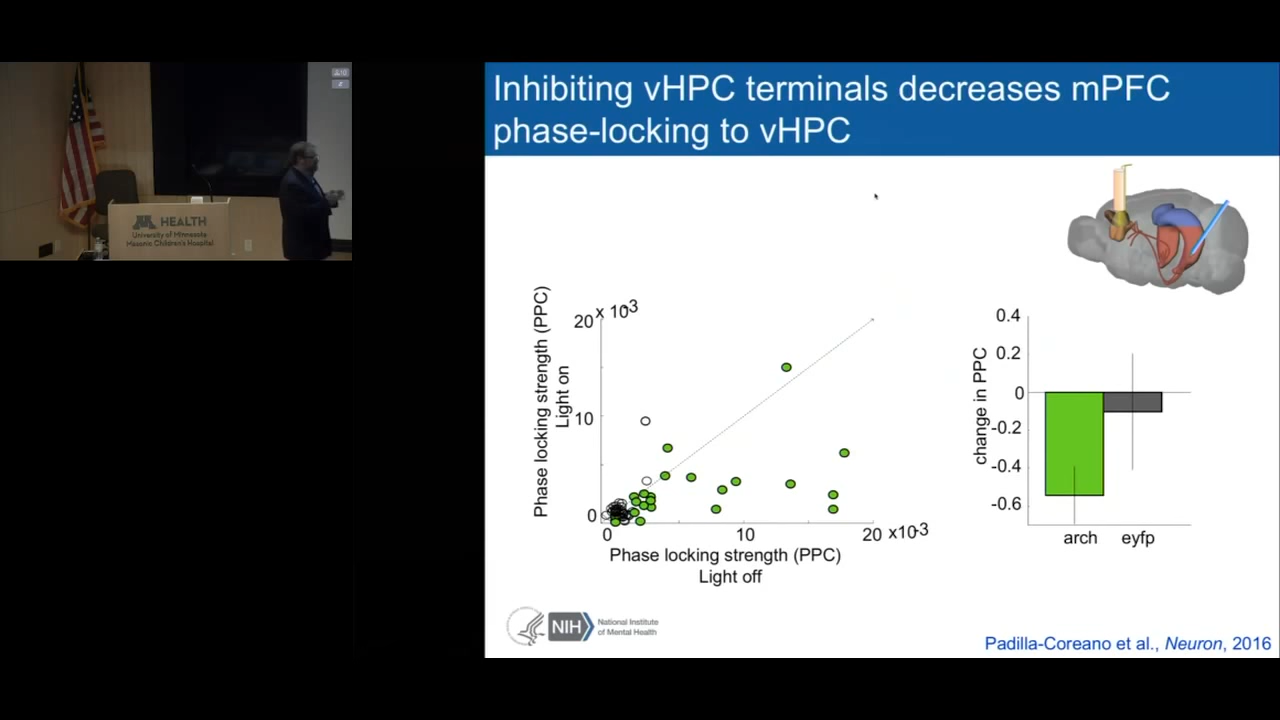 HEALTH
University of Minnesota
Masonic Children's Hospital
Inhibiting vHPC terminals decreases mPFC
phase-locking to vHPC
Phase locking strength (PPC)
Light on
20 x 10-3
10
0
0
10
20 x10-3
Phase locking strength (PPC)
Light off
change in PPC
0.4
0.2
0
-0.2
-0.4
-0.6
arch eyfp
NIH
National Institute
of Mental Health
Padilla-Coreano et al., Neuron, 2016